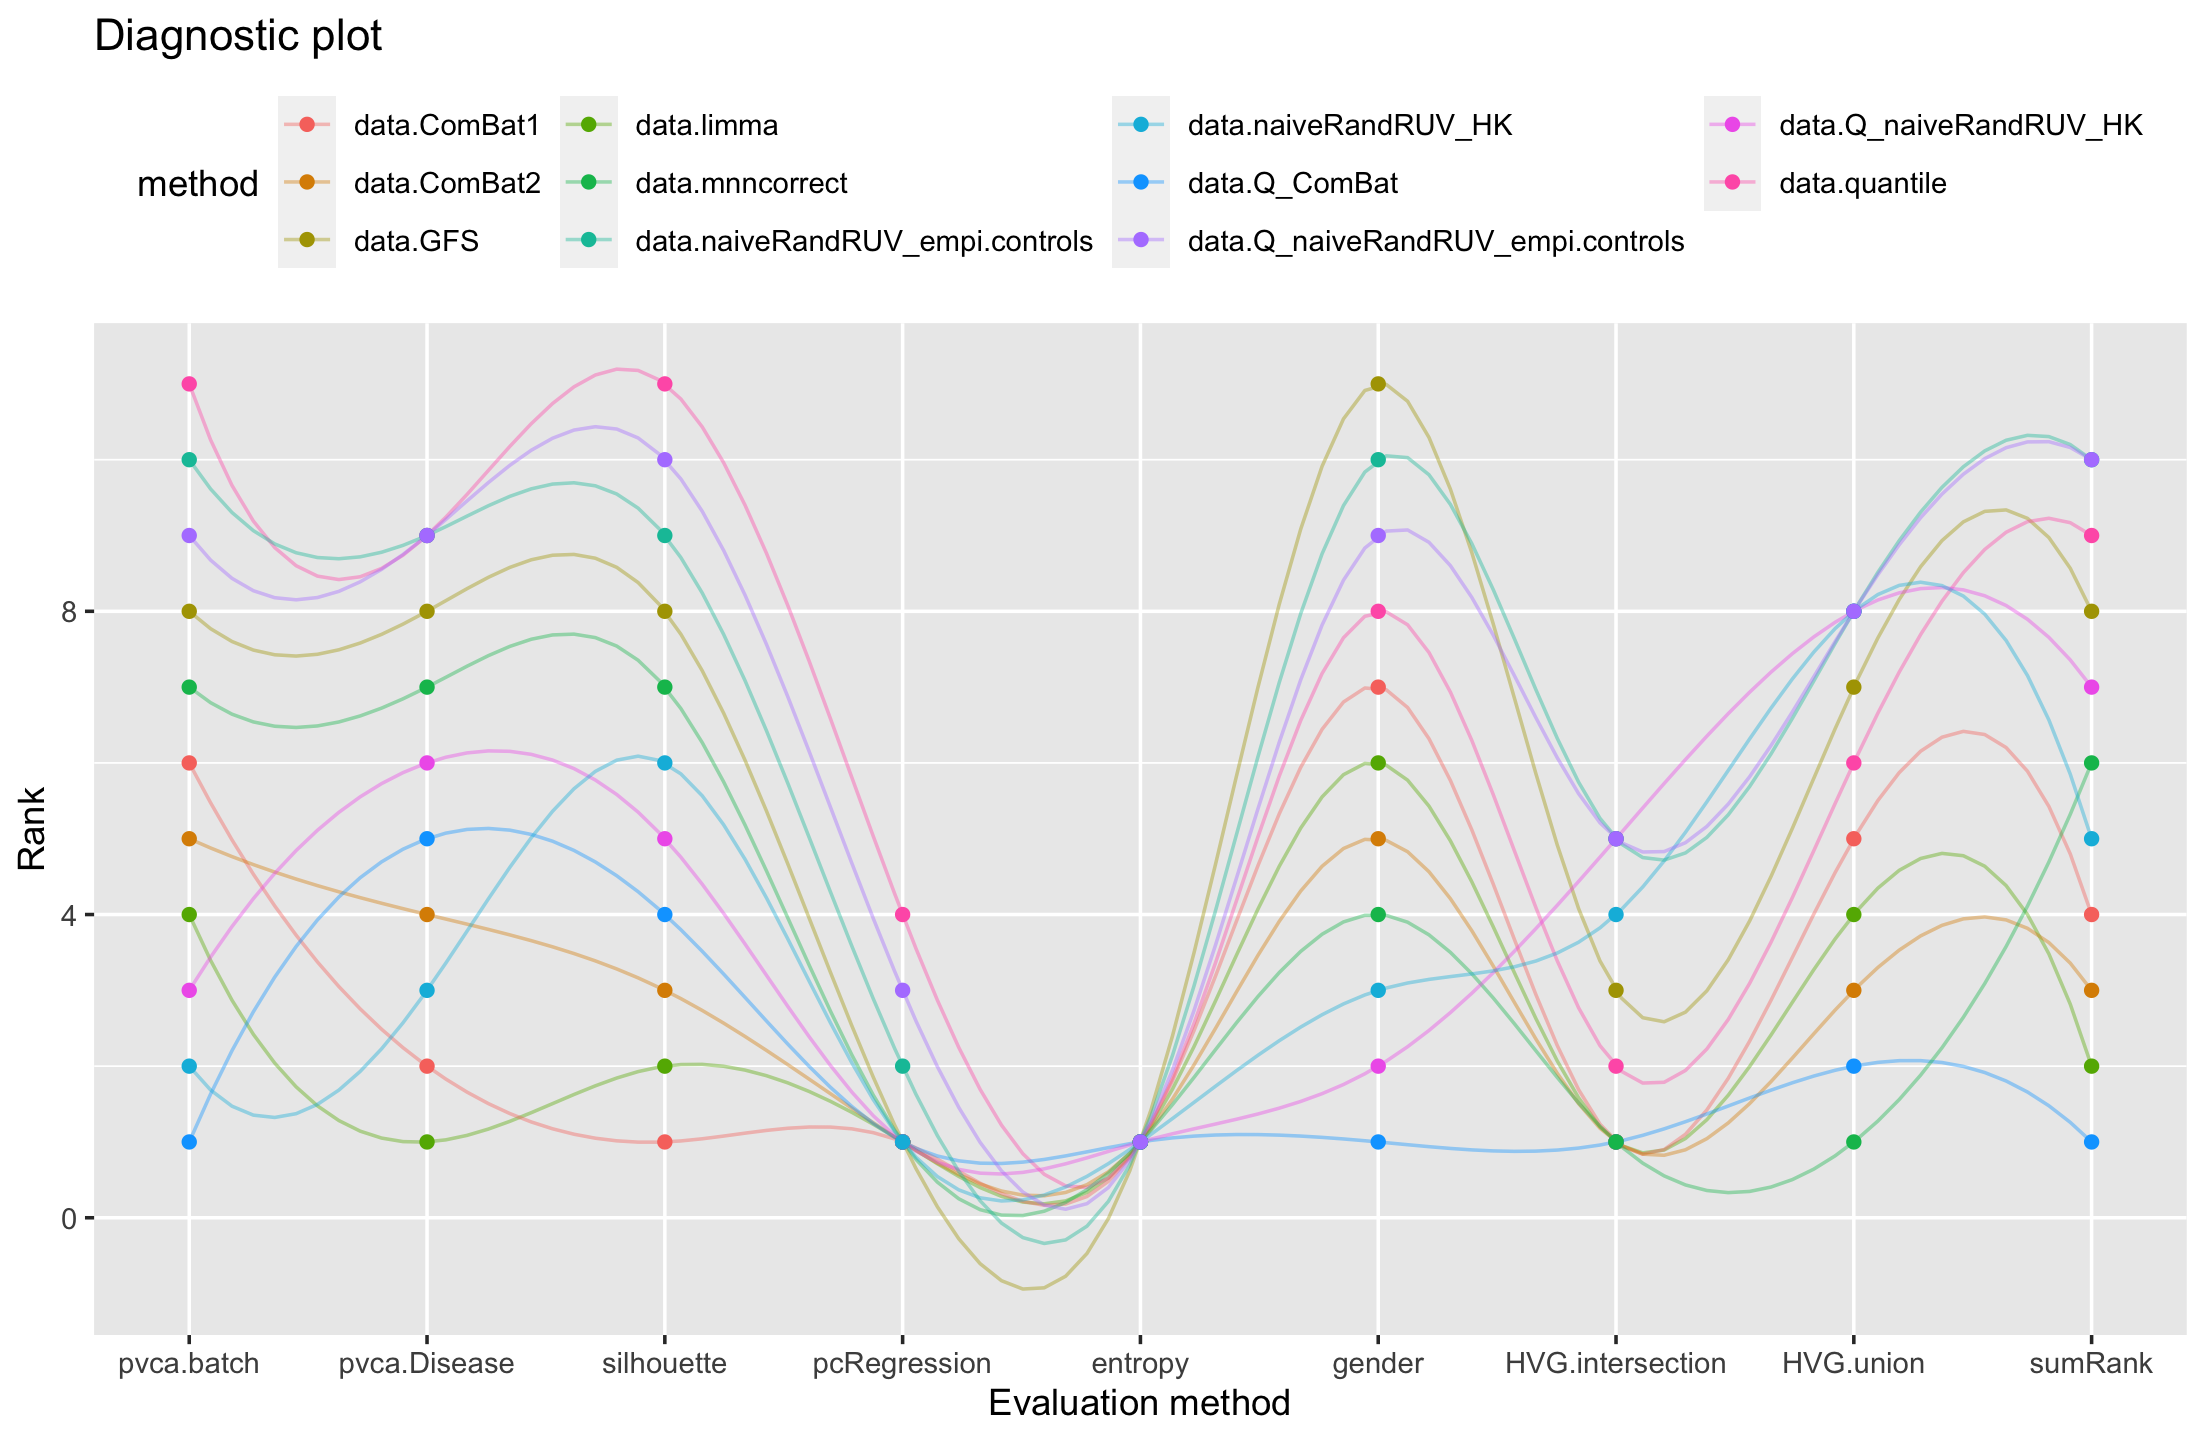 Diagnostic plot
method
data.ComBat1
data.ComBat2
data.GFS
data.limma
data.mnncorrect
data.naiveRandRUV_empi.controls
data.naiveRandRUV_HK
data.Q_ComBat
data.Q_naiveRandRUV_empi.controls
data.Q_naiveRandRUV_HK
data.quantile
Rank
8
4
0
pvca.batch pvca.Disease silhouette pcRegression entropy gender HVG.intersection HVG.union sumRank
Evaluation method